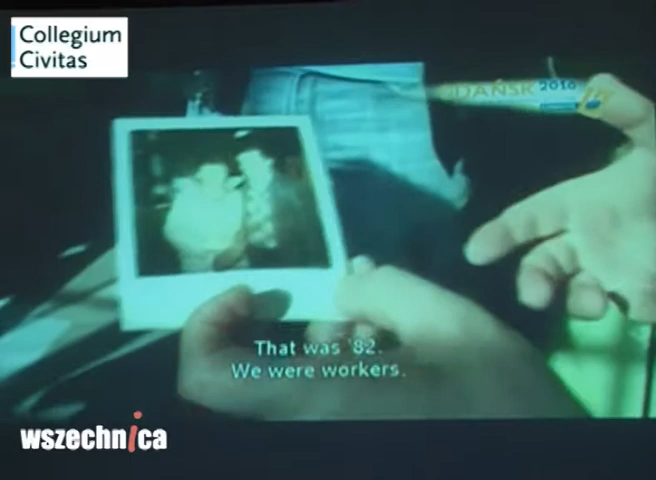 Collegium
Civitas
GDAŃSK 2016
That was '82.
We were workers.
wszechnica